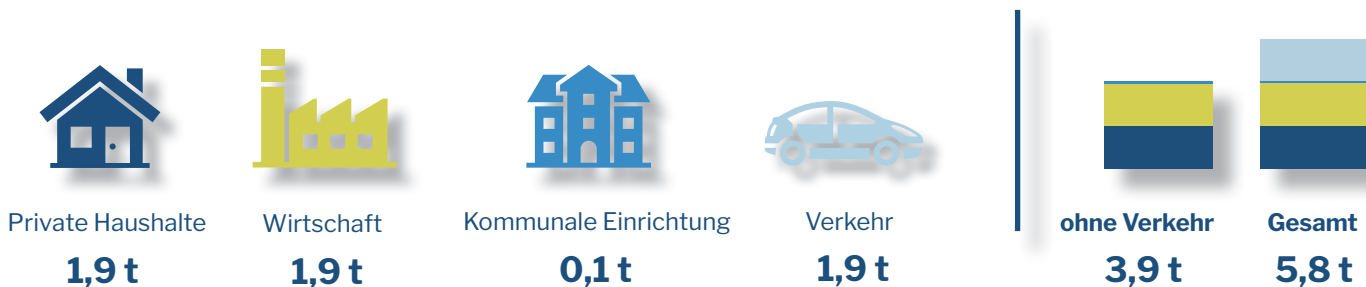 Private Haushalte
1,9 t
Wirtschaft
1,9 t
Kommunale Einrichtung
0,1 t
Verkehr
1,9 t
ohne Verkehr
3,9 t
Gesamt
5,8 t